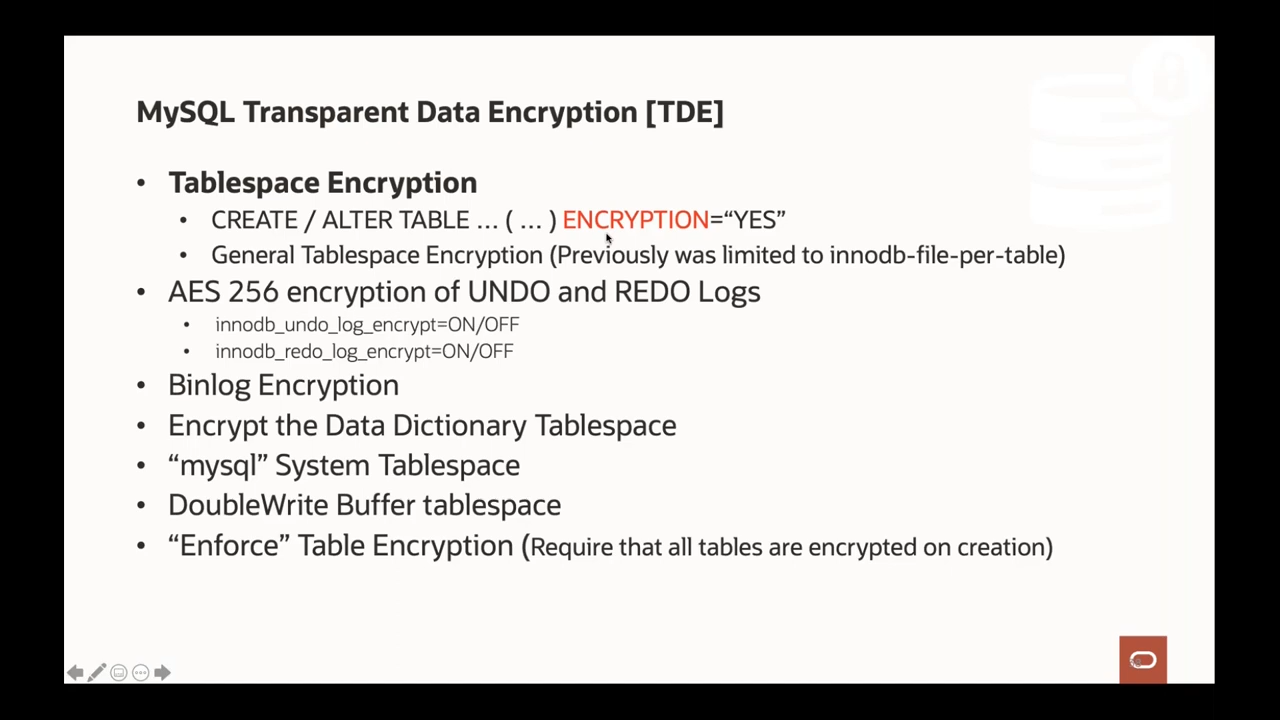 MySQL Transparent Data Encryption [TDE]
• Tablespace Encryption
• CREATE / ALTER TABLE … ( … ) ENCRYPTION=“YES”
• General Tablespace Encryption (Previously was limited to innodb-file-per-table)
• AES 256 encryption of UNDO and REDO Logs
• innodb_undo_log_encrypt=ON/OFF
• innodb_redo_log_encrypt=ON/OFF
• Binlog Encryption
• Encrypt the Data Dictionary Tablespace
• “mysql” System Tablespace
• DoubleWrite Buffer tablespace
• “Enforce” Table Encryption (Require that all tables are encrypted on creation)